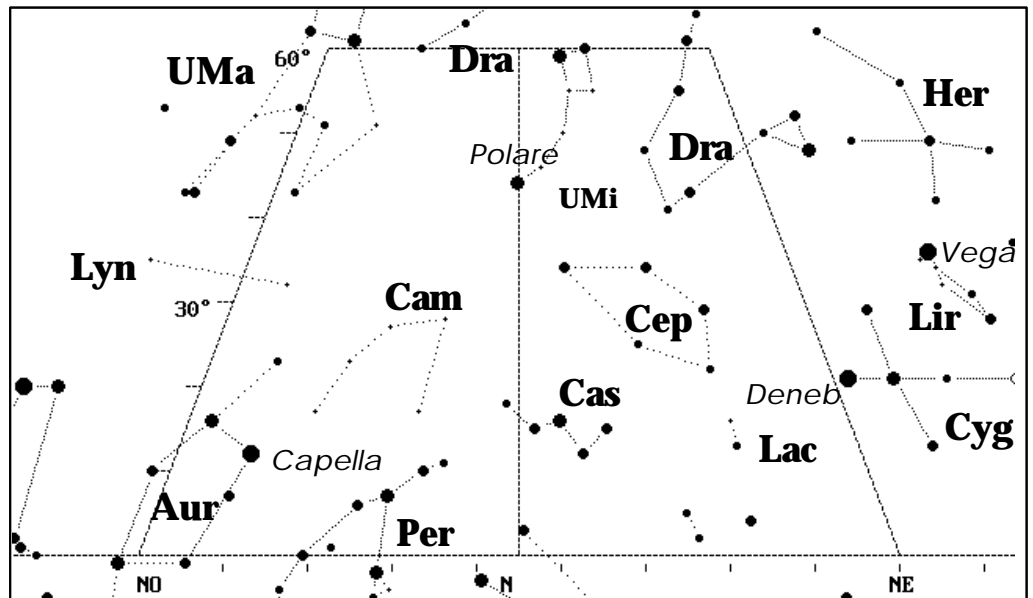 60°
Dra
UMa
Her
Polare
Dra
UMi
Vega
Lyn
Cam
30°
Cep
Lir
Deneb
Cas
Cyg
Capella
Lac
Aur
Per
NO
N
NE